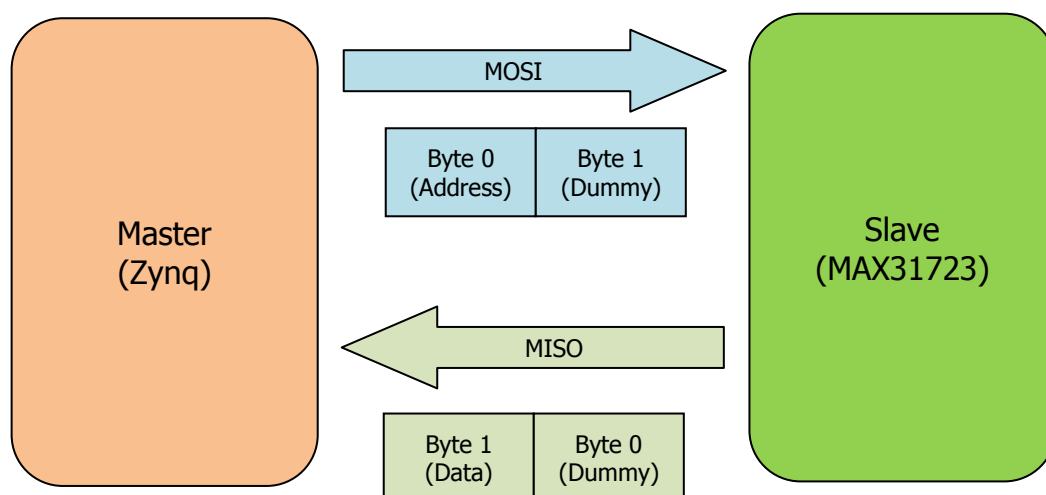 MOSI
Byte 0
(Address)
Byte 1
(Dummy)
Master
(Zynq)
Slave
(MAX31723)
MISO
Byte 1
(Data)
Byte 0
(Dummy)